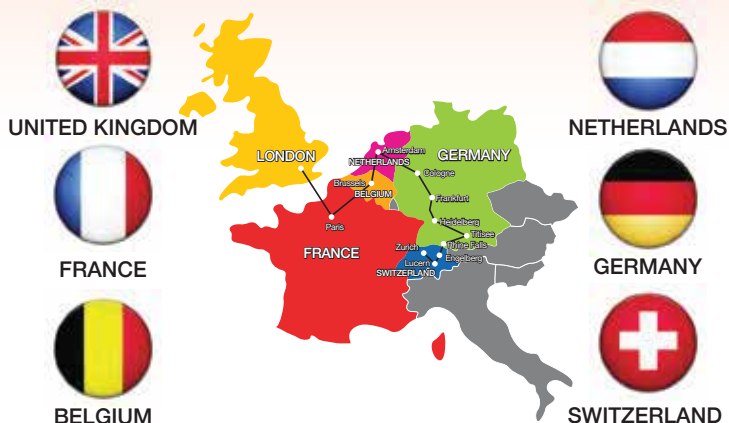 UNITED KINGDOM
NETHERLANDS
LONDON
Amsterdam
NETHERLANDS
GERMANY
Cologne
Brussels
BELGIUM
Frankfurt
Paris
Heidelberg
Titisee
FRANCE
Zurich
Rhine Falls
Lucern
Engelberg
SWITZERLAND
FRANCE
GERMANY
BELGIUM
SWITZERLAND